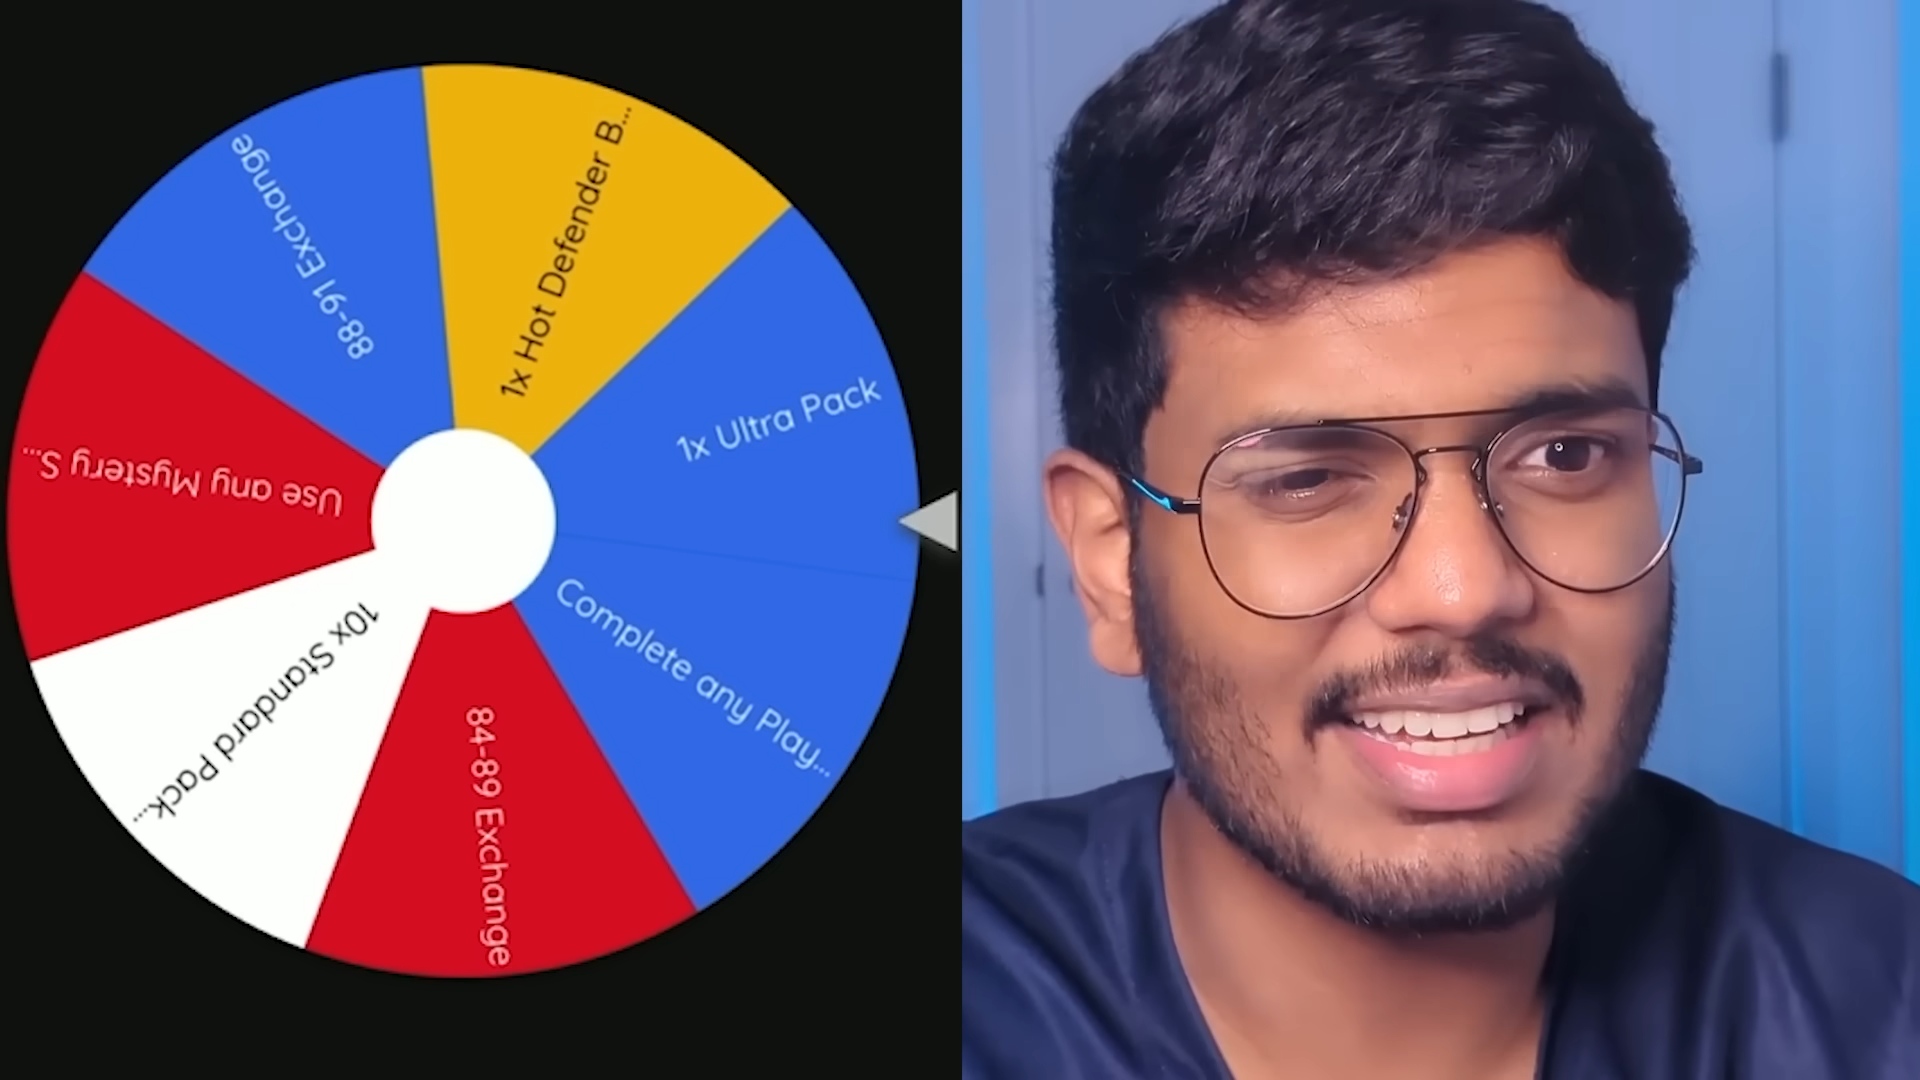 88-91 Exchange
1x Hot Defender B...
1x Ultra Pack
Complete any Play...
84-89 Exchange
10x Standard Pack...
Use any Mystery S...